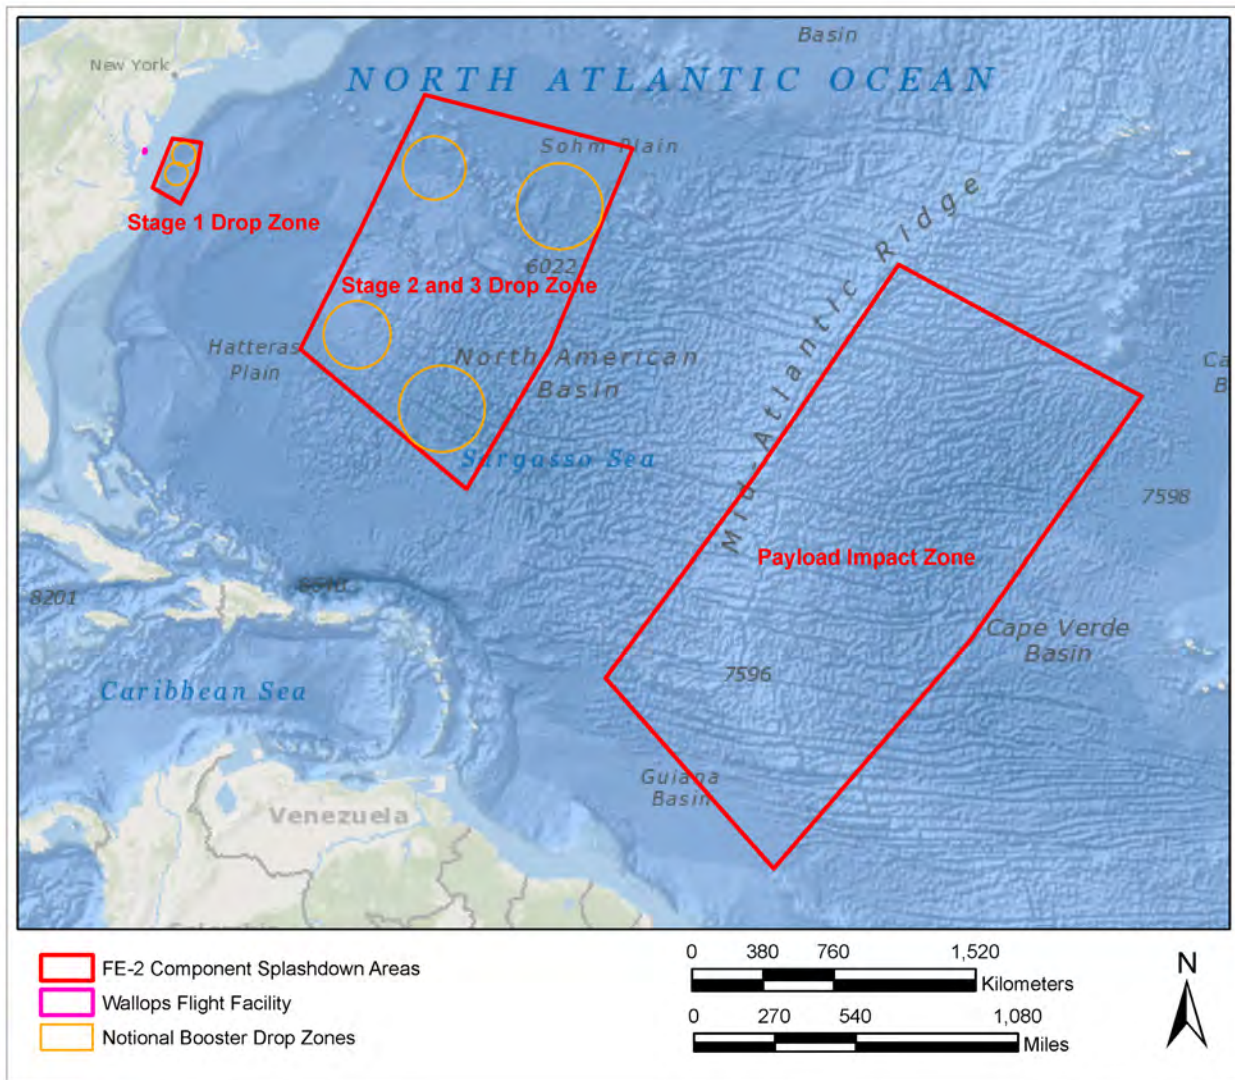 Basin
New York
NORTH ATLANTIC OCEAN
Sohm Plain
Stage 1 Drop Zone
Mid-Atlantic Ridge
6022
Stage 2 and 3 Drop Zone
Hatteras
Plain
North American
Basin
Ca
B
Sargasso Sea
7598
Payload Impact Zone
8201
Cape Verde
Basin
7596
Caribbean Sea
Guiana
Basin
Venezuela
FE-2 Component Splashdown Areas
Wallops Flight Facility
Notional Booster Drop Zones
0 380 760 1,520
Kilometers
0 270 540 1,080
Miles
N